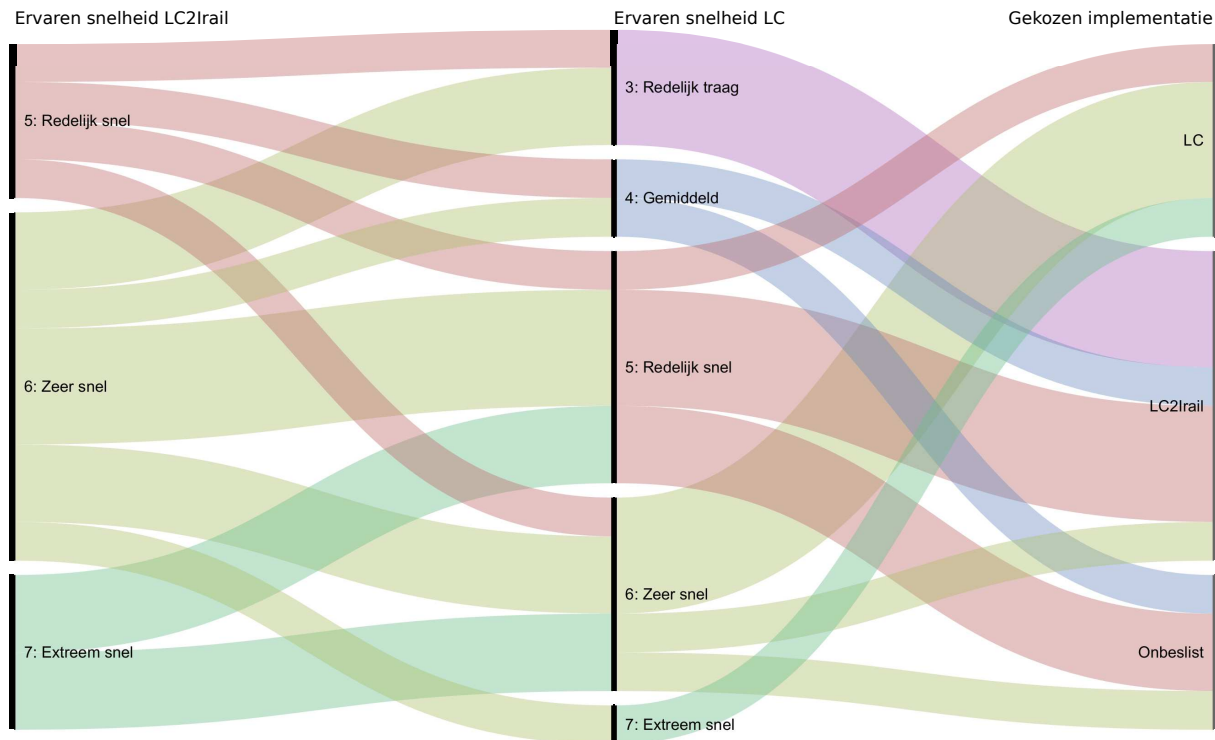 Ervaren snelheid LC2Irail
Ervaren snelheid LC
Gekozen implementatie
5: Redelijk snel
6: Zeer snel
7: Extreem snel
3: Redelijk traag
4: Gemiddeld
5: Redelijk snel
6: Zeer snel
7: Extreem snel
LC
LC2Irail
Onbeslist